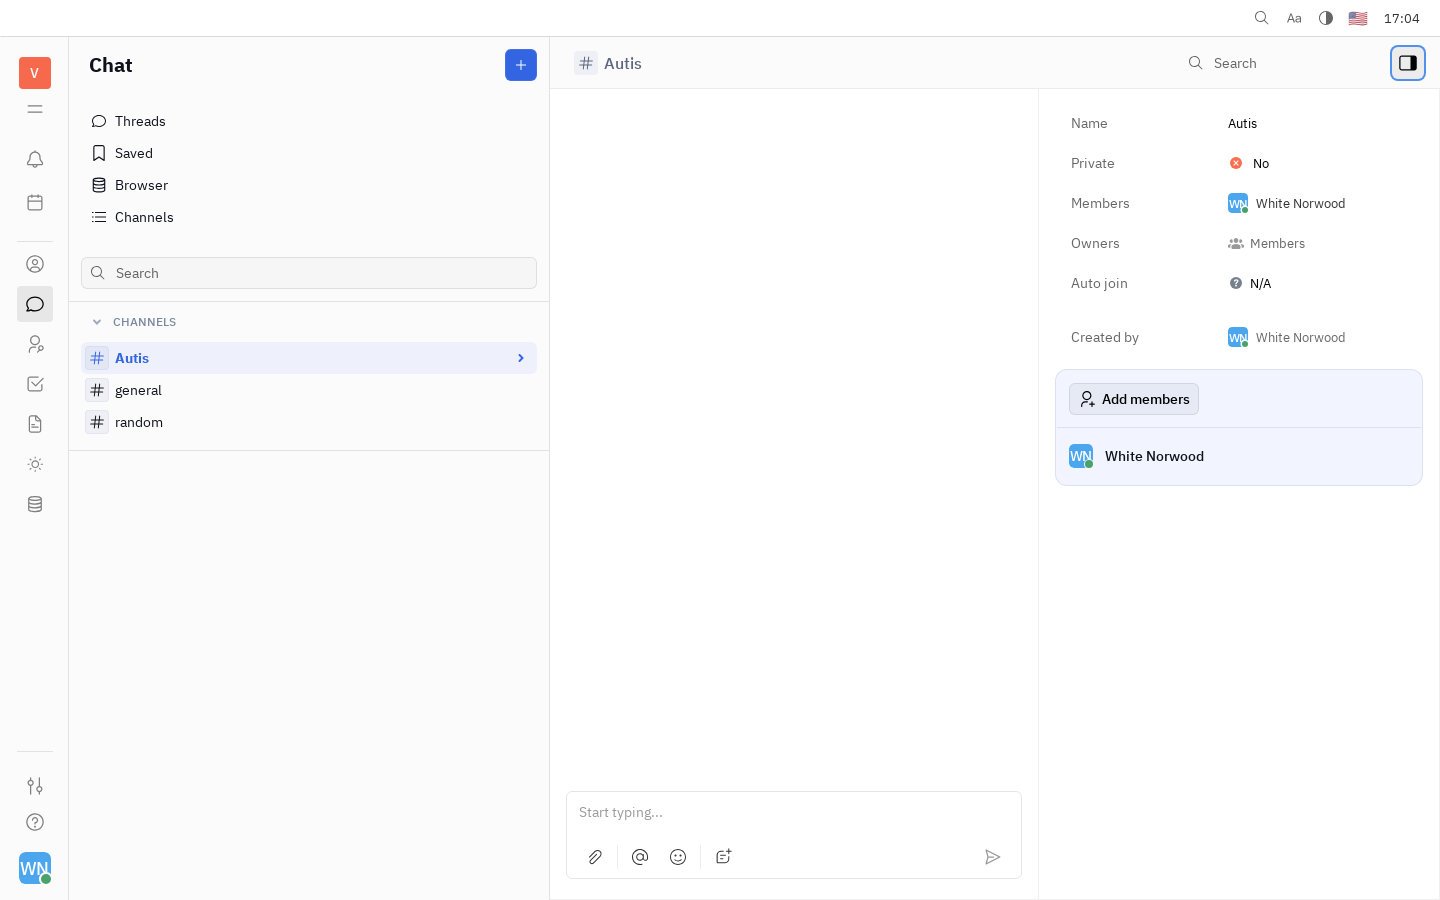 Aa
17:04
V
Chat
Autis
Search
Threads
Saved
Browser
Channels
Search
CHANNELS
Autis
general
random
Name
Autis
Private
No
Members
WN White Norwood
Owners
Members
Auto join
N/A
Created by
WN White Norwood
Add members
WN White Norwood
Start typing...
WN